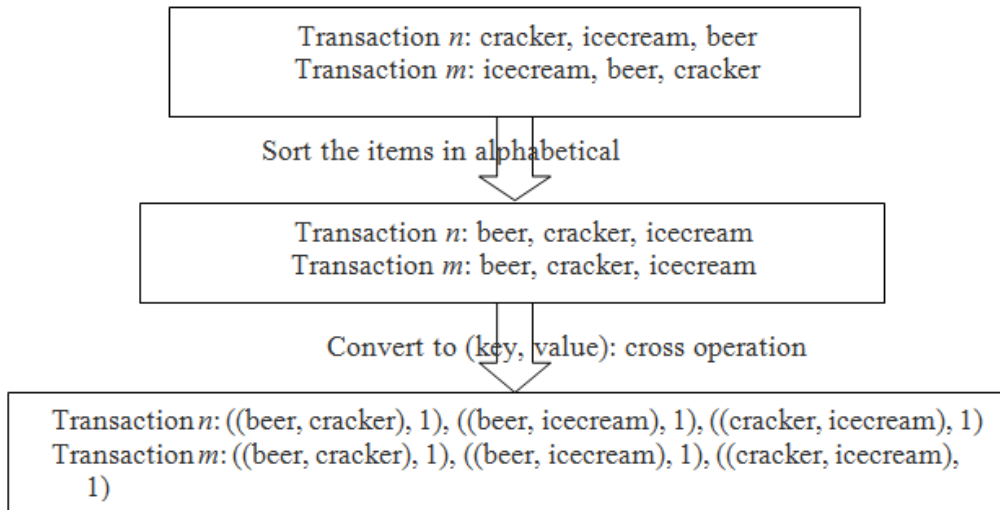 Transaction n: cracker, icecream, beer
Transaction m: icecream, beer, cracker
Sort the items in alphabetical
Transaction n: beer, cracker, icecream
Transaction m: beer, cracker, icecream
Convert to (key, value): cross operation
Transaction n: ((beer, cracker), 1), ((beer, icecream), 1), ((cracker, icecream), 1)
Transaction m: ((beer, cracker), 1), ((beer, icecream), 1), ((cracker, icecream),
1)